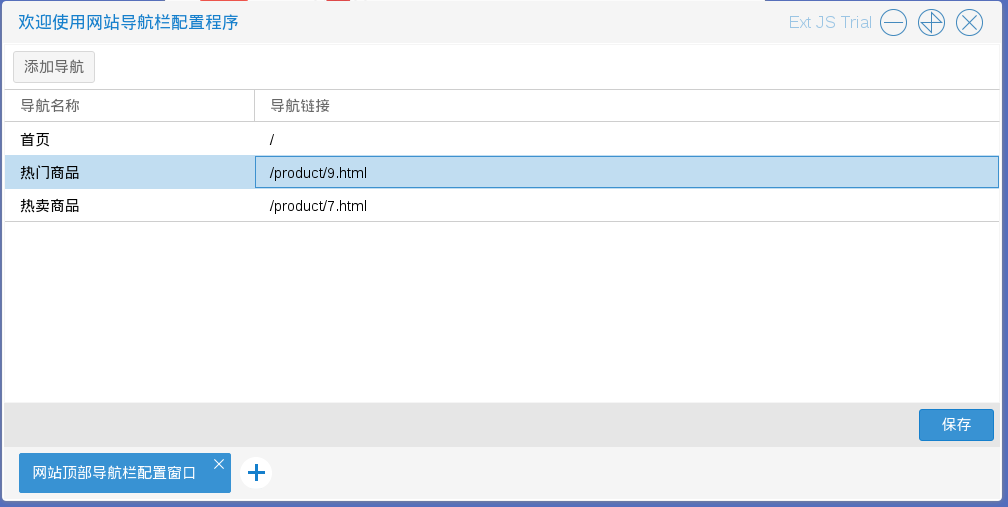 欢迎使用网站导航栏配置程序
Ext JS Trial
添加导航
导航名称 导航链接
首页 /
热门商品 /product/9.html
热卖商品 /product/7.html
保存
网站顶部导航栏配置窗口